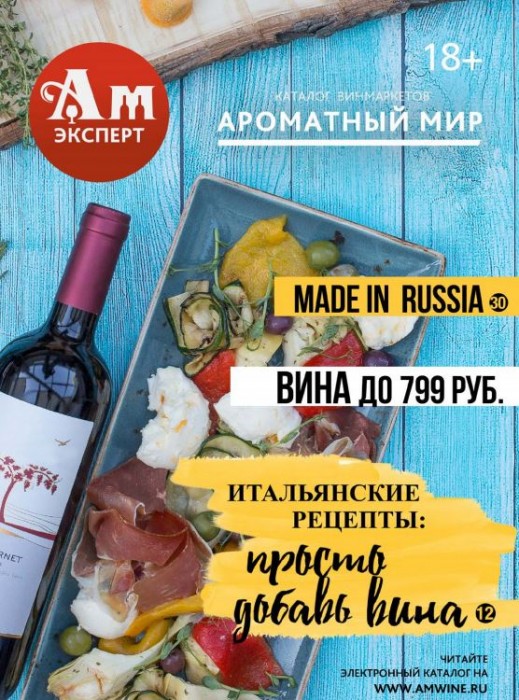 Ам
ЭКСПЕРТ
18+
КАТАЛОГ ВИНМАРКЕТОВ
АРОМАТНЫЙ МИР
MADE IN RUSSIA 30
ВИНА ДО 799 РУБ.
ИТАЛЬЯНСКИЕ
РЕЦЕПТЫ:
просто
добавь вина 12
ЧИТАЙТЕ
ЭЛЕКТРОННЫЙ КАТАЛОГ НА
WWW.AMWINE.RU